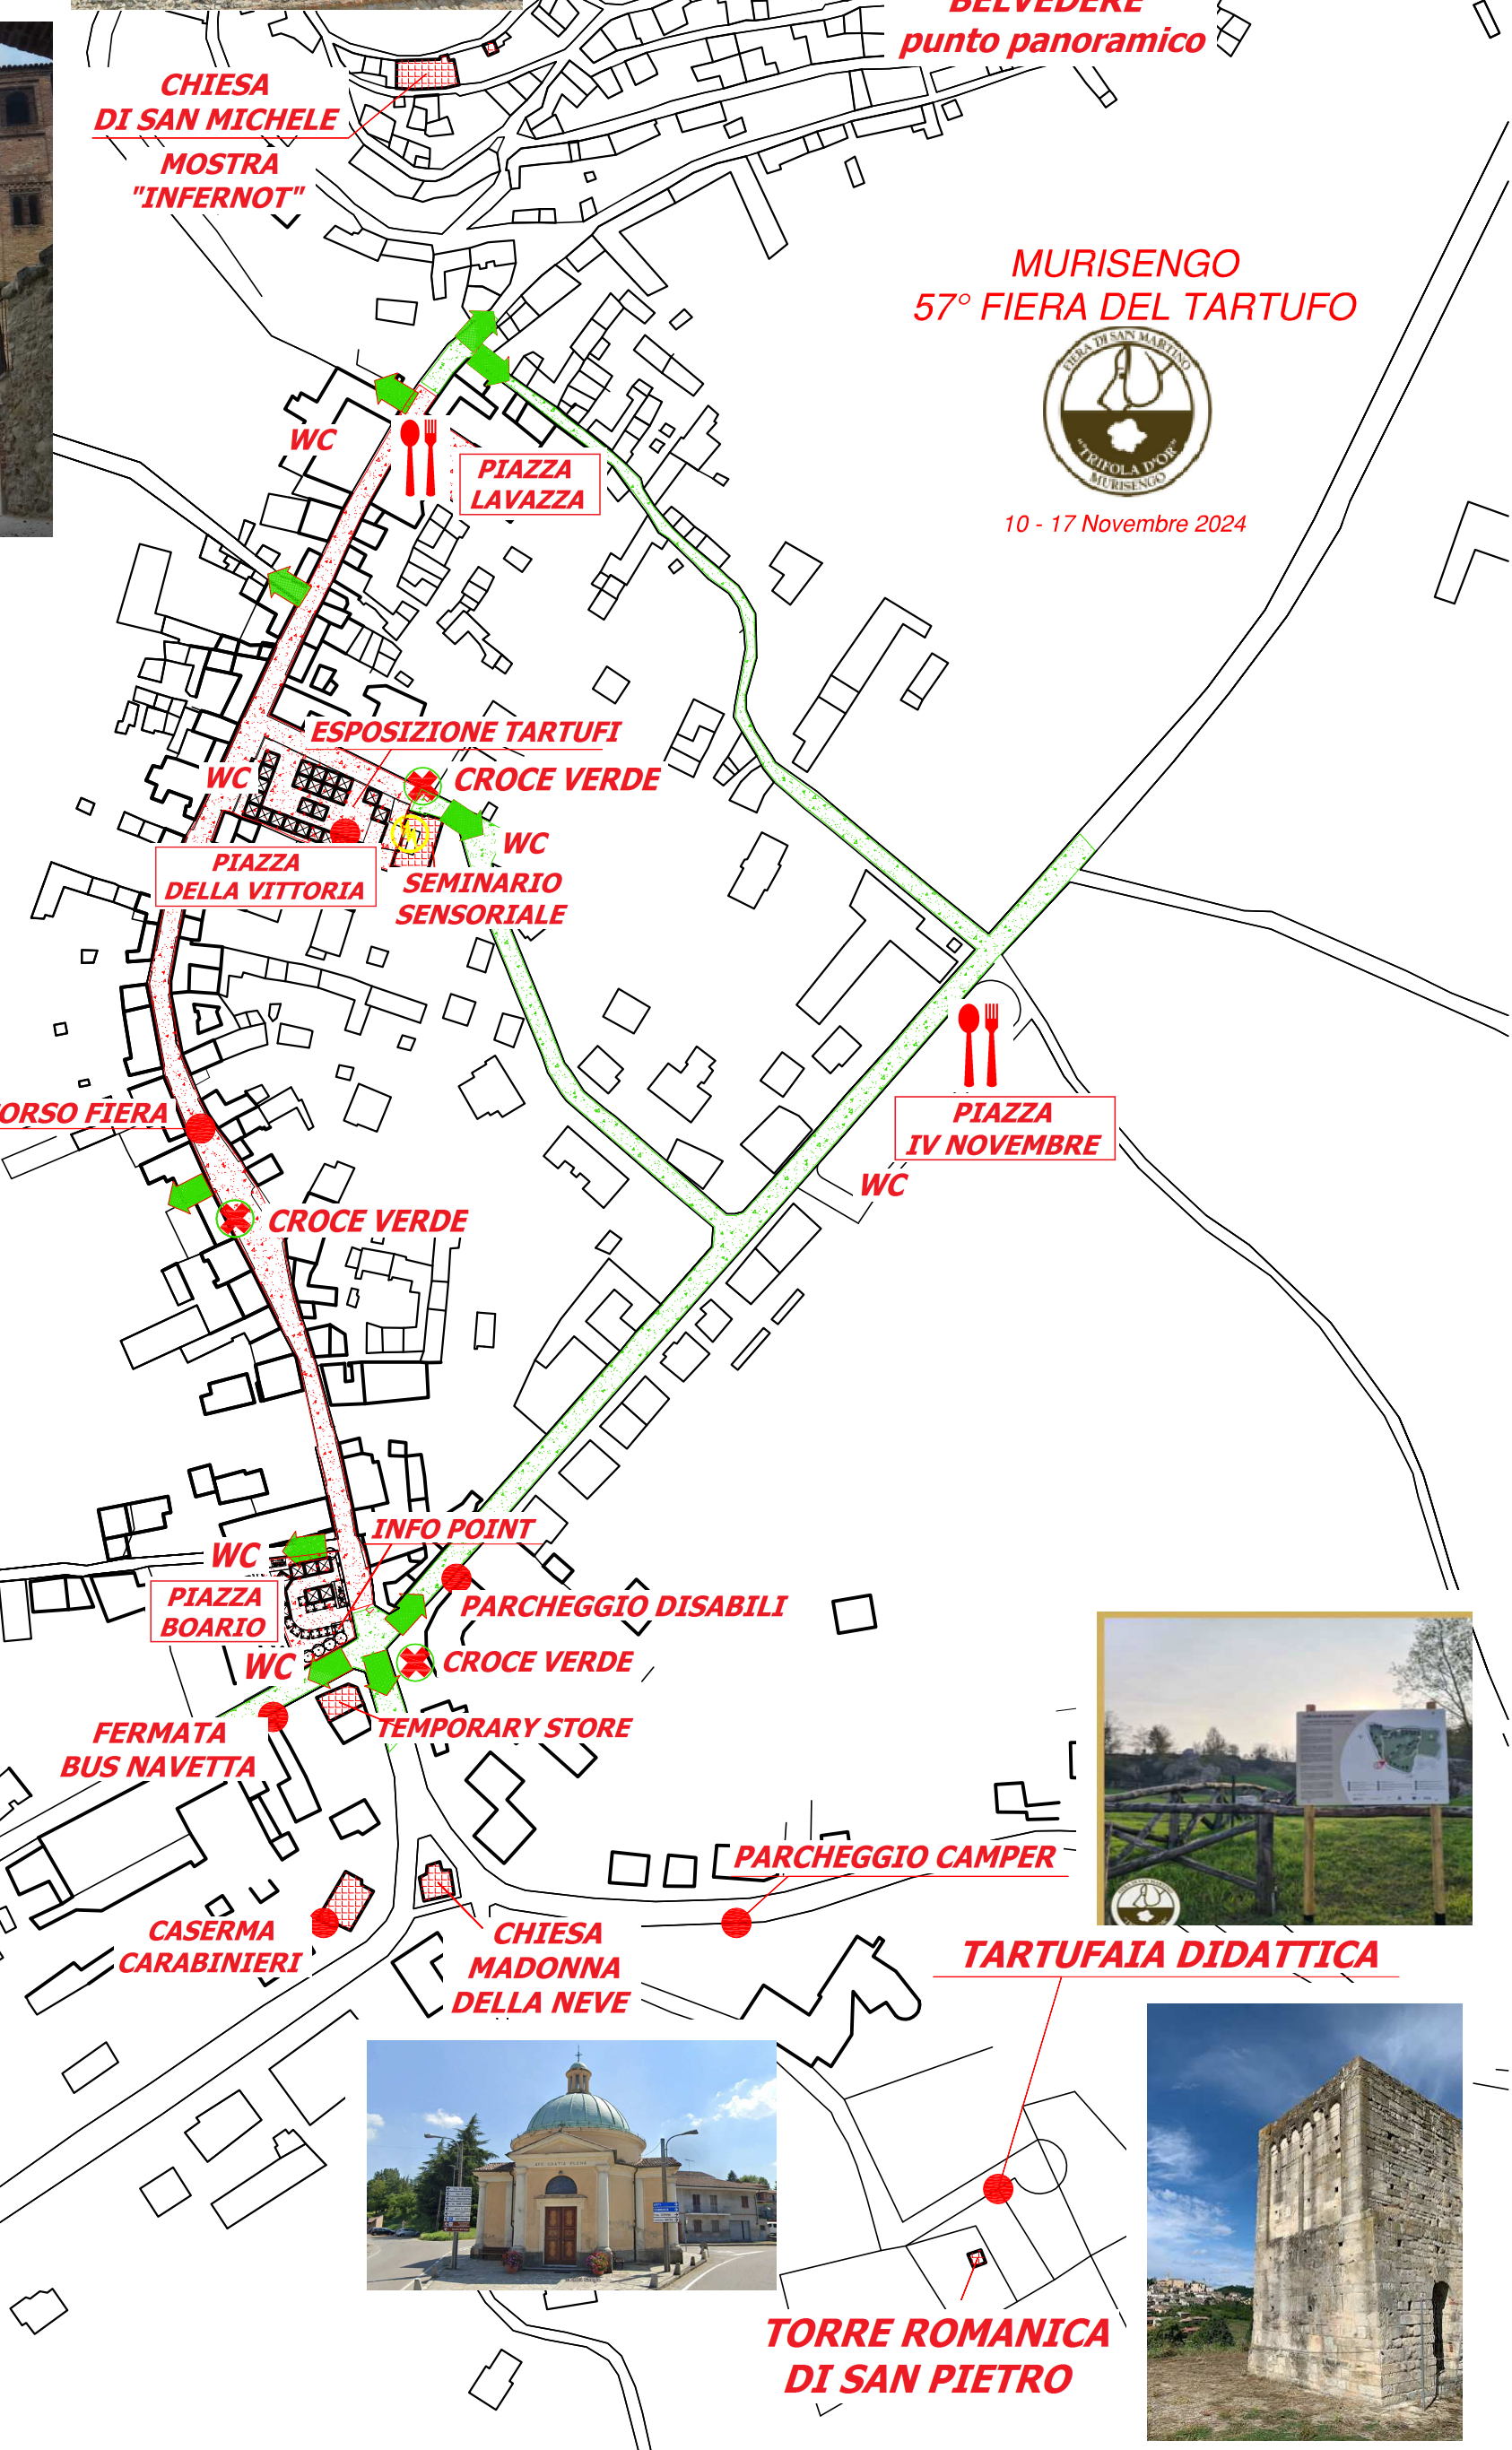 BELVEDERE
punto panoramico
CHIESA
DI SAN MICHELE
MOSTRA
"INFERNOT"
MURISENGO
57° FIERA DEL TARTUFO
FIERA DI SAN MARTINO
"TRIFOLA D'OR"
MURISENGO
10 - 17 Novembre 2024
WC
PIAZZA
LAVAZZA
ESPOSIZIONE TARTUFI
WC
CROCE VERDE
WC
PIAZZA
DELLA VITTORIA
SEMINARIO
SENSORIALE
ORSO FIERA
PIAZZA
IV NOVEMBRE
WC
CROCE VERDE
INFO POINT
WC
PIAZZA
BOARIO
PARCHEGGIO DISABILI
WC
CROCE VERDE
FERMATA
BUS NAVETTA
TEMPORARY STORE
PARCHEGGIO CAMPER
CASERMA
CARABINIERI
CHIESA
MADONNA
DELLA NEVE
TARTUFAIA DIDATTICA
TORRE ROMANICA
DI SAN PIETRO